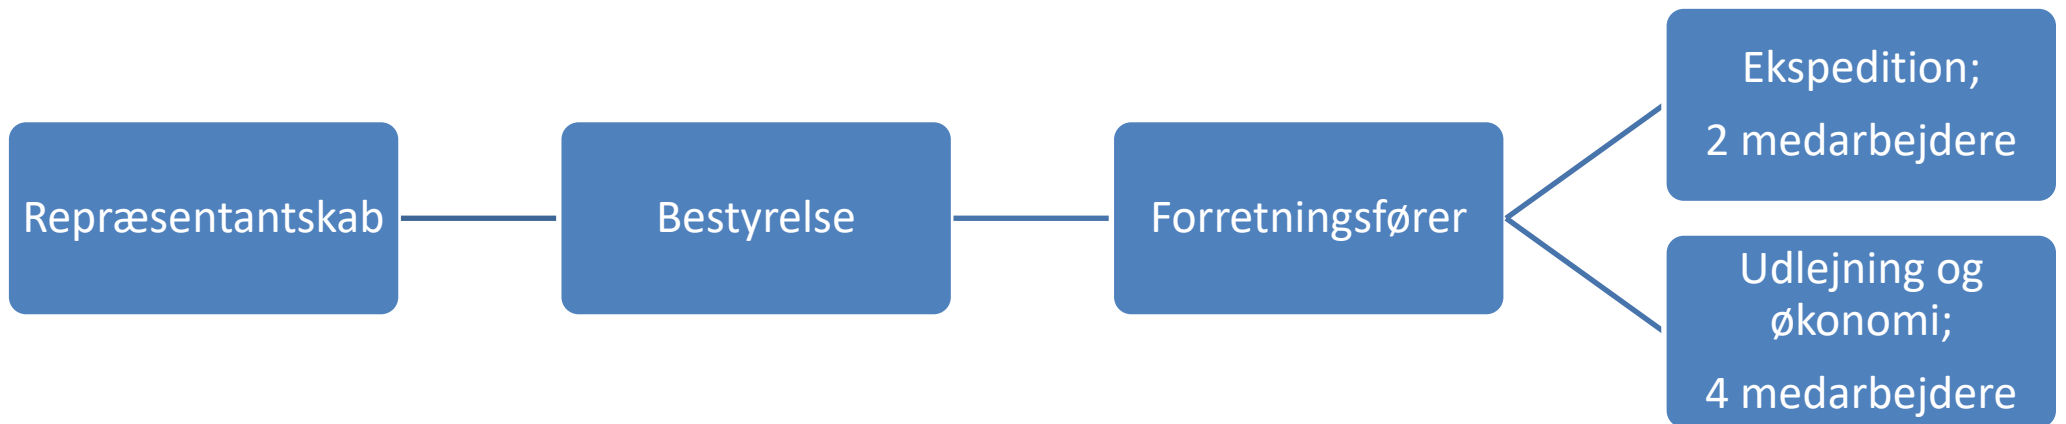 Repræsentantskab
Bestyrelse
Forretningsfører
Ekspedition;
2 medarbejdere
Udlejning og
økonomi;
4 medarbejdere